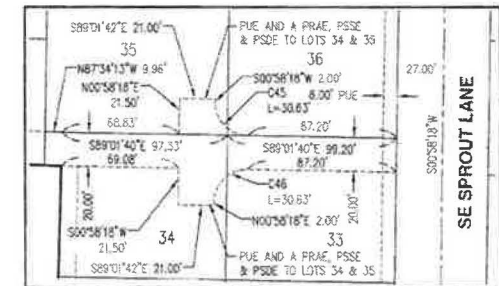 S89°01'42"E 21.00'
PUE AND A PRAE, PSSE
& PSDE TO LOTS 34 & 35
35
36
N87°34'13"W 9.96'
S00°58'18"W 2.00'
N00°58'18"E
21.50'
C45
L=30.63'
8.00' PUE
27.00'
68.63'
67.20'
S89°01'40"E 97.33'
S89°01'40"E 99.20'
69.08'
67.20'
S00°58'18"W
SE SPROUT LANE
20.00'
C46
L=30.63'
20.00'
S00°58'18"W
21.50'
34
N00°58'18"E 2.00'
33
S89°01'42"E 21.00'
PUE AND A PRAE, PSSE
& PSDE TO LOTS 34 & 35